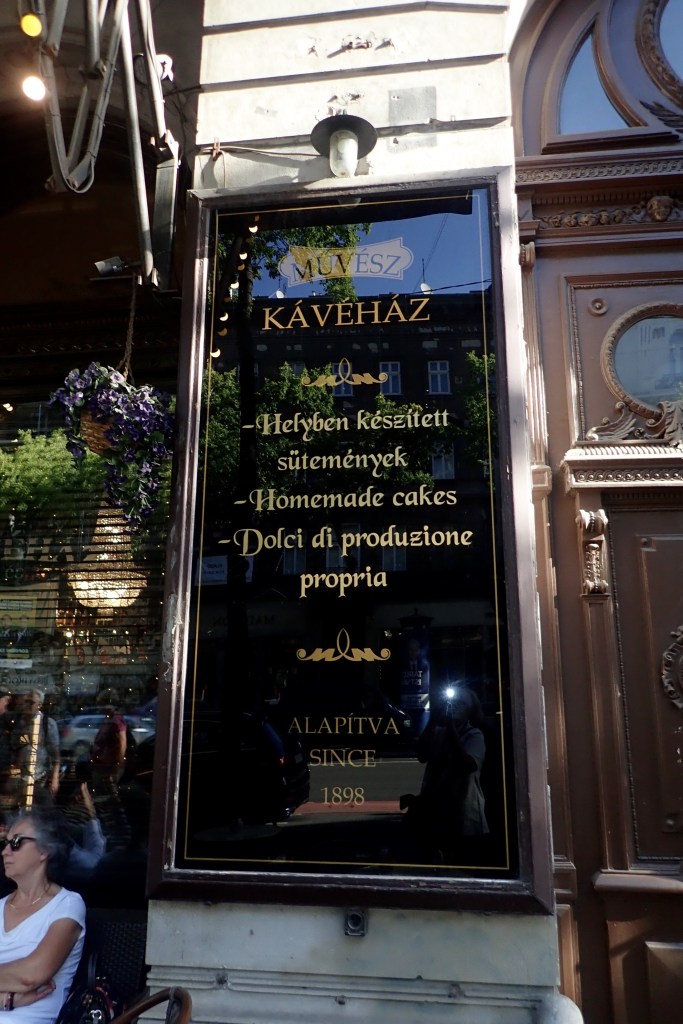 MŰVÉSZ
KÁVÉHÁZ
-Helyben készített
sütemények
-Homemade cakes
-Dolci di produzione
propria
ALAPÍTVA
SINCE
1898